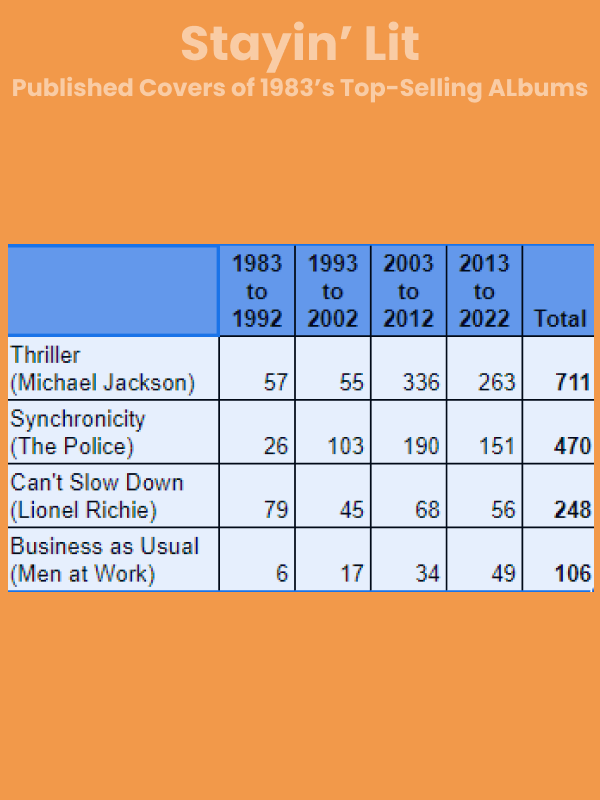 Stayin’ Lit
Published Covers of 1983’s Top-Selling ALbums
1983 to 1992 1993 to 2002 2003 to 2012 2013 to 2022 Total
Thriller
(Michael Jackson) 57 55 336 263 711
Synchronicity
(The Police) 26 103 190 151 470
Can't Slow Down
(Lionel Richie) 79 45 68 56 248
Business as Usual
(Men at Work) 6 17 34 49 106